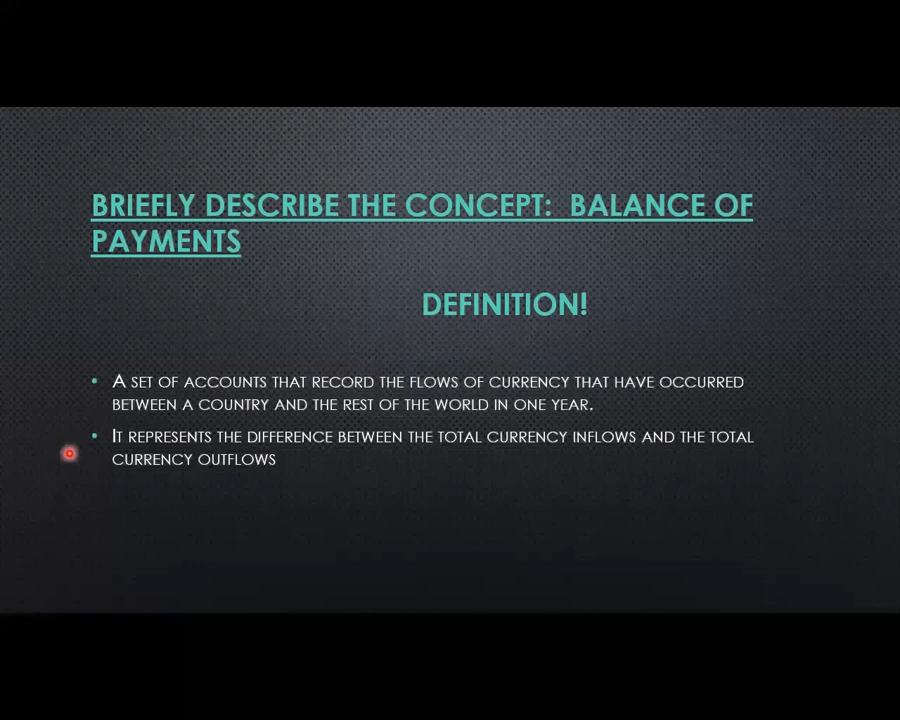 BRIEFLY DESCRIBE THE CONCEPT: BALANCE OF
PAYMENTS
DEFINITION!
• A SET OF ACCOUNTS THAT RECORD THE FLOWS OF CURRENCY THAT HAVE OCCURRED
BETWEEN A COUNTRY AND THE REST OF THE WORLD IN ONE YEAR.
• IT REPRESENTS THE DIFFERENCE BETWEEN THE TOTAL CURRENCY INFLOWS AND THE TOTAL
CURRENCY OUTFLOWS